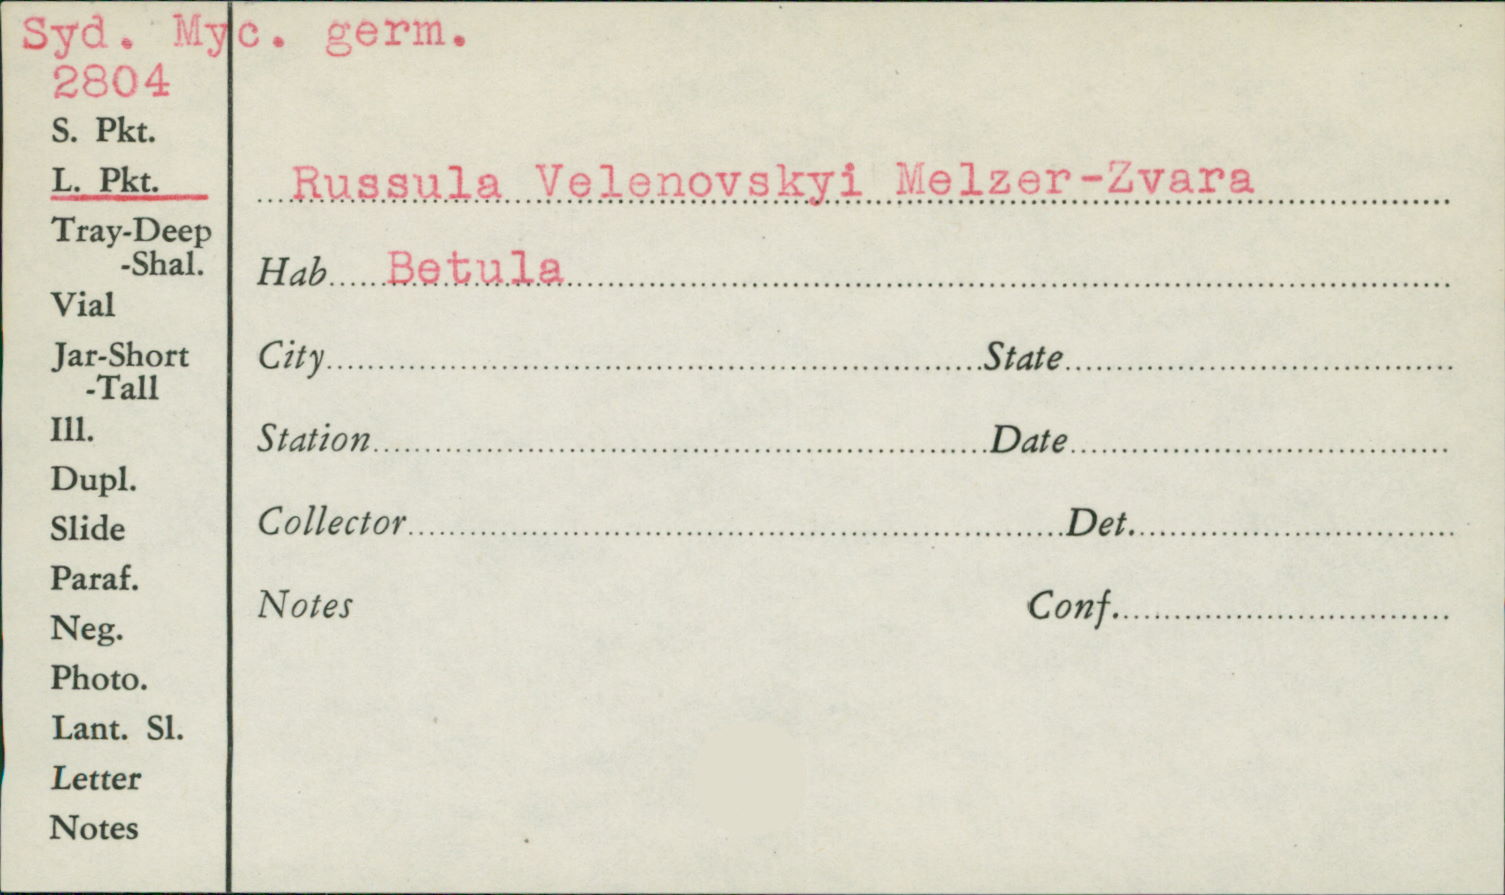 Syd. Myc. germ.
2804
S. Pkt.
L. Pkt.
Russula Velenovskyi Melzer-Zvara
Tray-Deep
-Shal.
Hab Betula
Vial
Jar-Short
-Tall
City State
Ill.
Station Date
Dupl.
Slide
Collector Det.
Paraf.
Notes Conf.
Neg.
Photo.
Lant. Sl.
Letter
Notes